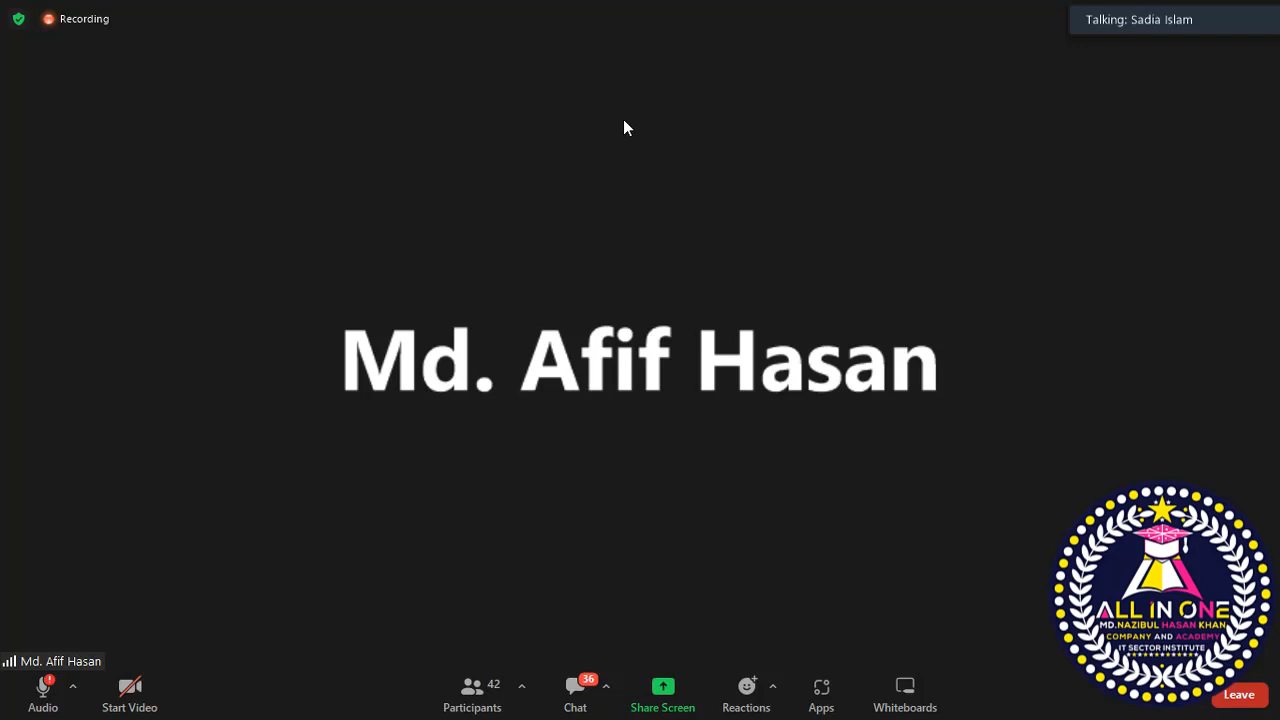 Recording
Talking: Sadia Islam
Md. Afif Hasan
ALL IN ONE
MD.NAZIBUL HASAN KHAN
COMPANY AND ACADEMY
IT SECTOR INSTITUTE
Md. Afif Hasan
42
36
Audio
Start Video
Participants
Chat
Share Screen
Reactions
Apps
Whiteboards
Leave